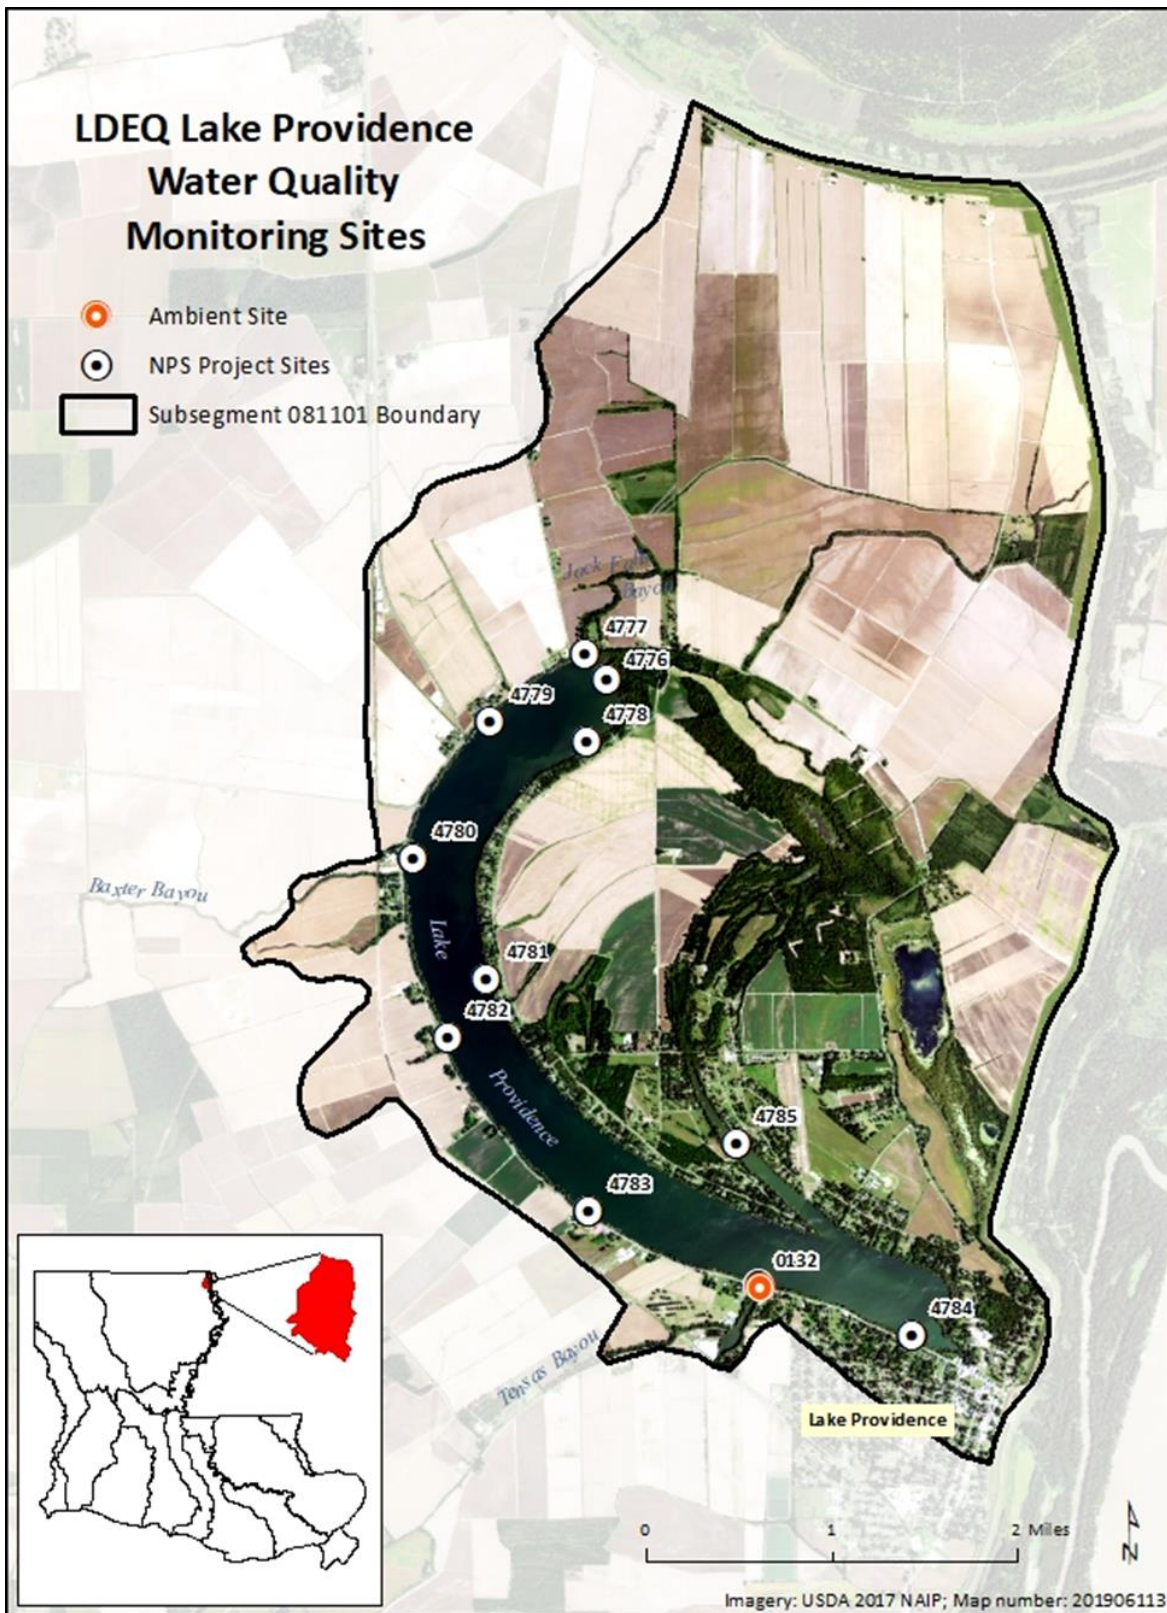 LDEQ Lake Providence
Water Quality
Monitoring Sites
Ambient Site
NPS Project Sites
Subsegment 081101 Boundary
Bayou
4777
4776
4779
4778
4780
Baxter Bayou
Lake
4781
4782
Providence
4785
4783
0132
4784
Tensas Bayou
Lake Providence
0 1 2 Miles
N
Imagery: USDA 2017 NAIP; Map number: 201906113